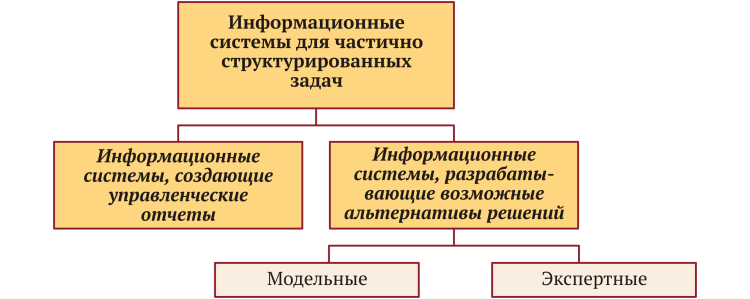 Информационные
системы для частично
структурированных
задач
Информационные
системы, создающие
управленческие
отчеты
Информационные
системы, разрабаты-
вающие возможные
альтернативы решений
Модельные
Экспертные